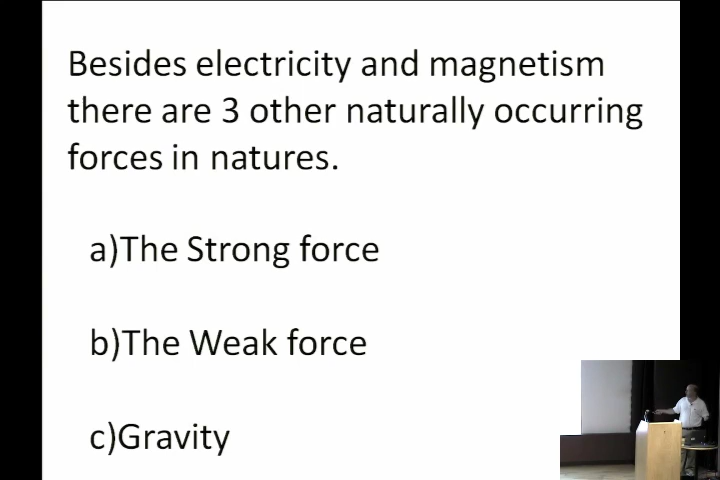 Besides electricity and magnetism
there are 3 other naturally occurring
forces in natures.
a)The Strong force
b)The Weak force
c)Gravity